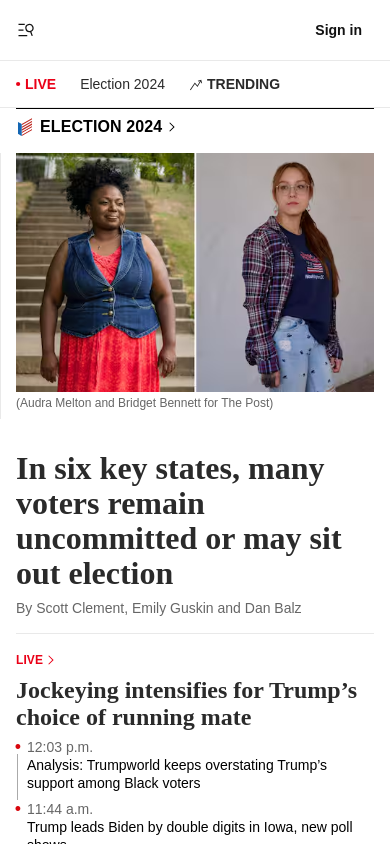 Sign in
LIVE
Election 2024
TRENDING
ELECTION 2024
(Audra Melton and Bridget Bennett for The Post)
In six key states, many
voters remain
uncommitted or may sit
out election
By Scott Clement, Emily Guskin and Dan Balz
LIVE
Jockeying intensifies for Trump’s
choice of running mate
12:03 p.m.
Analysis: Trumpworld keeps overstating Trump’s
support among Black voters
11:44 a.m.
Trump leads Biden by double digits in Iowa, new poll
shows